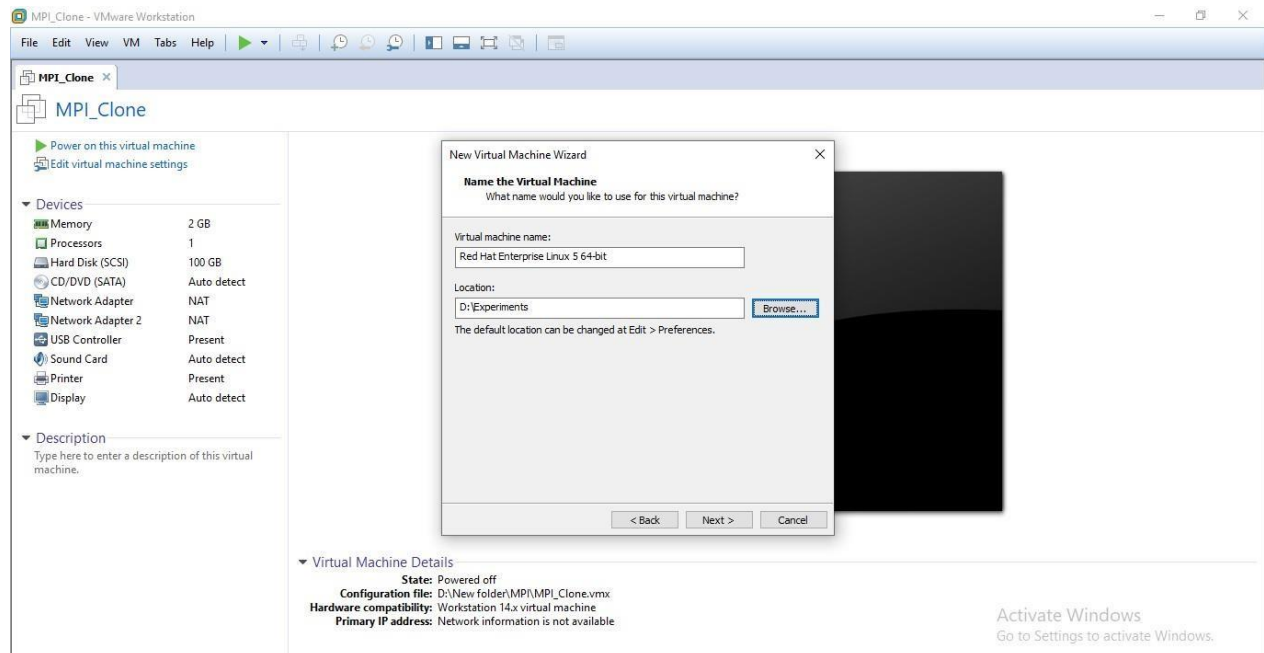 MPI_Clone - VMware Workstation
File Edit View VM Tabs Help
MPI_Clone
MPI_Clone
Power on this virtual machine
Edit virtual machine settings
Devices
Memory 2 GB
Processors 1
Hard Disk (SCSI) 100 GB
CD/DVD (SATA) Auto detect
Network Adapter NAT
Network Adapter 2 NAT
USB Controller Present
Sound Card Auto detect
Printer Present
Display Auto detect
Description
Type here to enter a description of this virtual
machine.
New Virtual Machine Wizard
Name the Virtual Machine
What name would you like to use for this virtual machine?
Virtual machine name:
Red Hat Enterprise Linux 5 64-bit
Location:
D:\Experiments
Browse...
The default location can be changed at Edit > Preferences.
< Back Next > Cancel
Virtual Machine Details
State: Powered off
Configuration file: D:\New folder\MPI\MPI_Clone.vmx
Hardware compatibility: Workstation 14.x virtual machine
Primary IP address: Network information is not available
Activate Windows
Go to Settings to activate Windows.